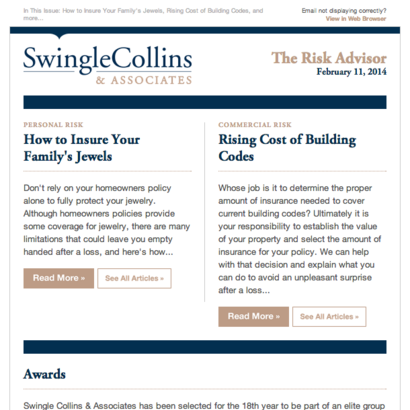 In This Issue: How to Insure Your Family's Jewels, Rising Cost of Building Codes, and
more...
Email not displaying correctly?
View in Web Browser
SwingleCollins
& ASSOCIATES
The Risk Advisor
February 11, 2014
PERSONAL RISK
How to Insure Your
Family's Jewels
Don't rely on your homeowners policy
alone to fully protect your jewelry.
Although homeowners policies provide
some coverage for jewelry, there are many
limitations that could leave you empty
handed after a loss, and here's how...
Read More »
See All Articles »
COMMERCIAL RISK
Rising Cost of Building
Codes
Whose job is it to determine the proper
amount of insurance needed to cover
current building codes? Ultimately it is
your responsibility to establish the value
of your property and select the amount of
insurance for your policy. We can help
with that decision and explain what you
can do to avoid an unpleasant surprise
after a loss...
Read More »
See All Articles »
Awards
Swingle Collins & Associates has been selected for the 18th year to be part of an elite group